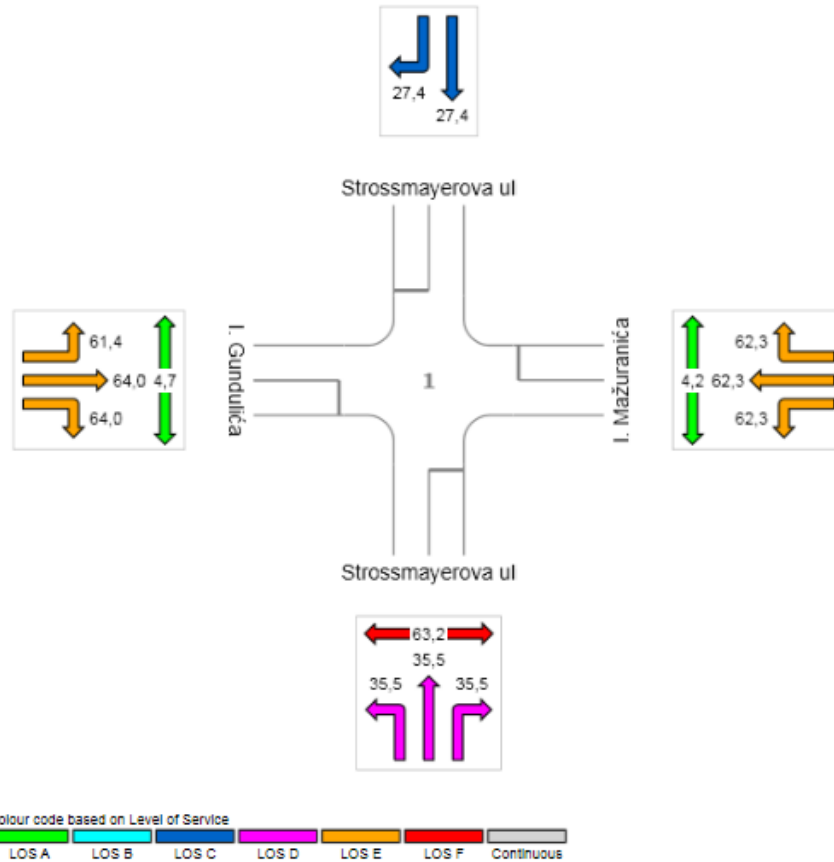 27,4
27,4
Strossmayerova ul
I. Gundulića
61,4
64,0
4,7
64,0
1
I. Mažuranića
62,3
4,2
62,3
62,3
Strossmayerova ul
63,2
35,5
35,5
35,5
olour code based on Level of Service
LOS A
LOS B
LOS C
LOS D
LOS E
LOS F
Continuous